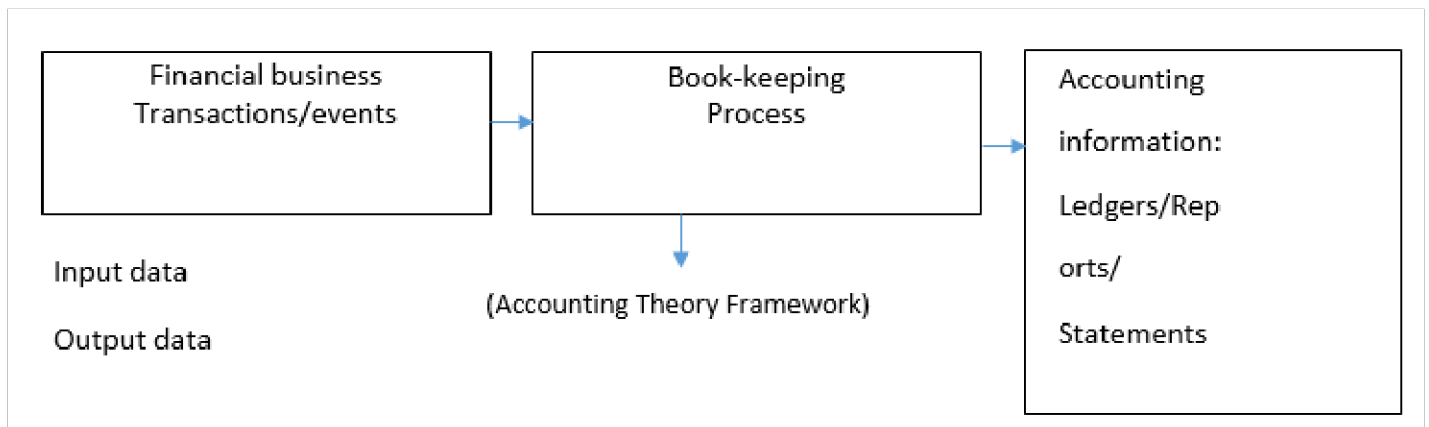 Financial business
Transactions/events
Book-keeping
Process
Accounting
information:
Ledgers/Rep
orts/
Statements
Input data
Output data
(Accounting Theory Framework)